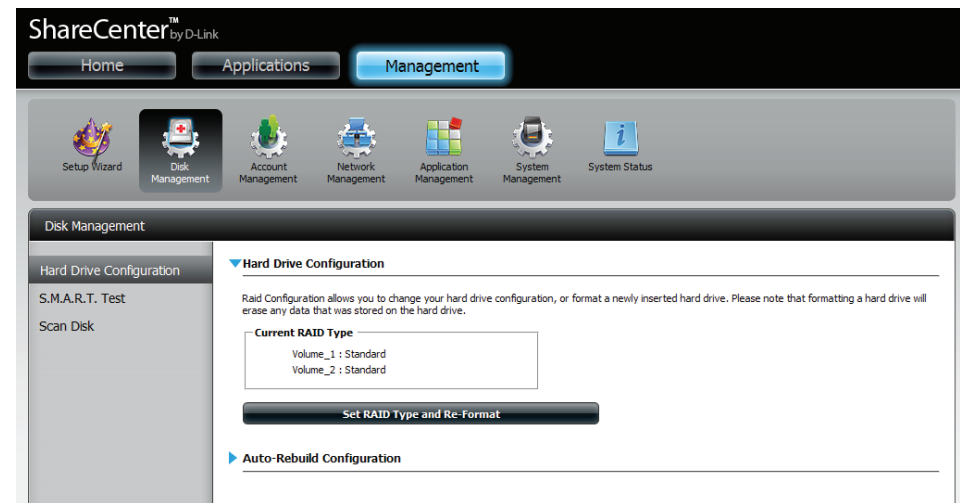 ShareCenter™ by D-Link
Home Applications Management
Setup Wizard
Disk Management
Account Management
Network Management
Application Management
System Management
System Status
Disk Management
Hard Drive Configuration
S.M.A.R.T. Test
Scan Disk
Hard Drive Configuration
Raid Configuration allows you to change your hard drive configuration, or format a newly inserted hard drive. Please note that formatting a hard drive will
erase any data that was stored on the hard drive.
Current RAID Type
Volume_1 : Standard
Volume_2 : Standard
Set RAID Type and Re-Format
Auto-Rebuild Configuration